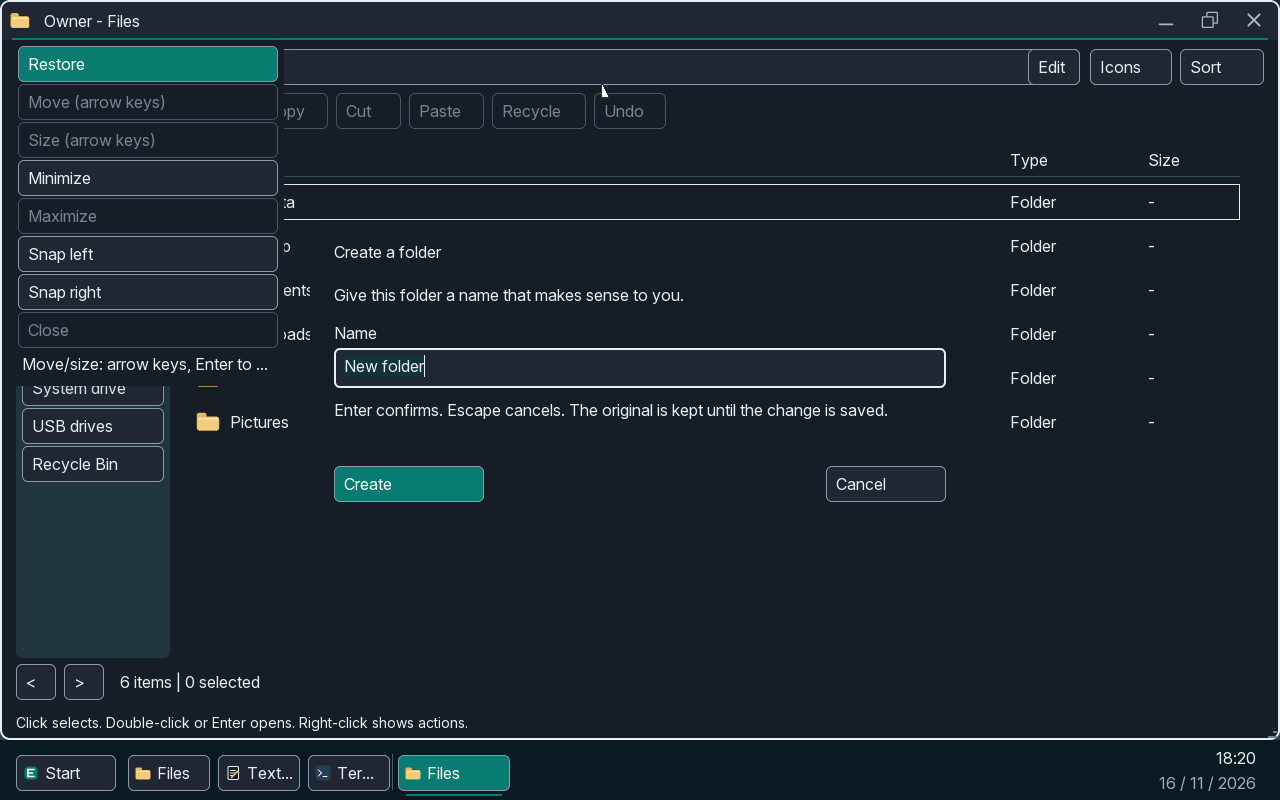 Owner - Files
Restore
Edit
Icons
Sort
Move (arrow keys)
Cut
Paste
Recycle
Undo
Size (arrow keys)
Type
Size
Minimize
Folder
-
Maximize
Snap left
Folder
-
Create a folder
Snap right
Give this folder a name that makes sense to you.
Folder
-
Close
Name
Folder
-
Move/size: arrow keys, Enter to ...
New folder
Folder
-
System drive
Enter confirms. Escape cancels. The original is kept until the change is saved.
USB drives
Pictures
Folder
-
Recycle Bin
Create
Cancel
<
>
6 items | 0 selected
Click selects. Double-click or Enter opens. Right-click shows actions.
Start
Files
Text...
Ter...
Files
18:20
16 / 11 / 2026